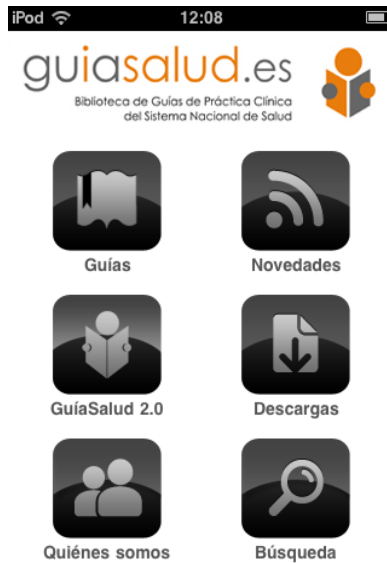 iPod 12:08
guiasalud.es
Biblioteca de Guías de Práctica Clínica
del Sistema Nacional de Salud
Guías Novedades
GuíaSalud 2.0 Descargas
Quiénes somos Búsqueda